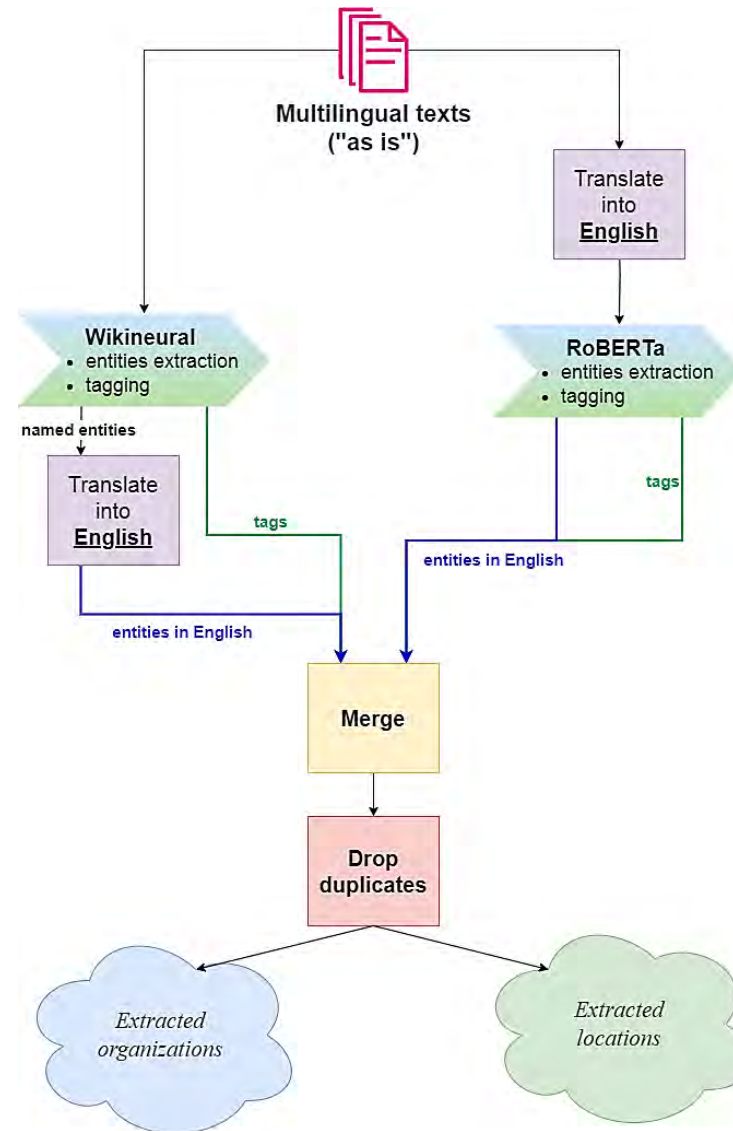 Multilingual texts
("as is")
Translate
into
English
Wikineural
• entities extraction
• tagging
RoBERTa
• entities extraction
• tagging
named entities
Translate
into
English
tags
tags
entities in English
entities in English
Merge
Drop
duplicates
Extracted
organizations
Extracted
locations